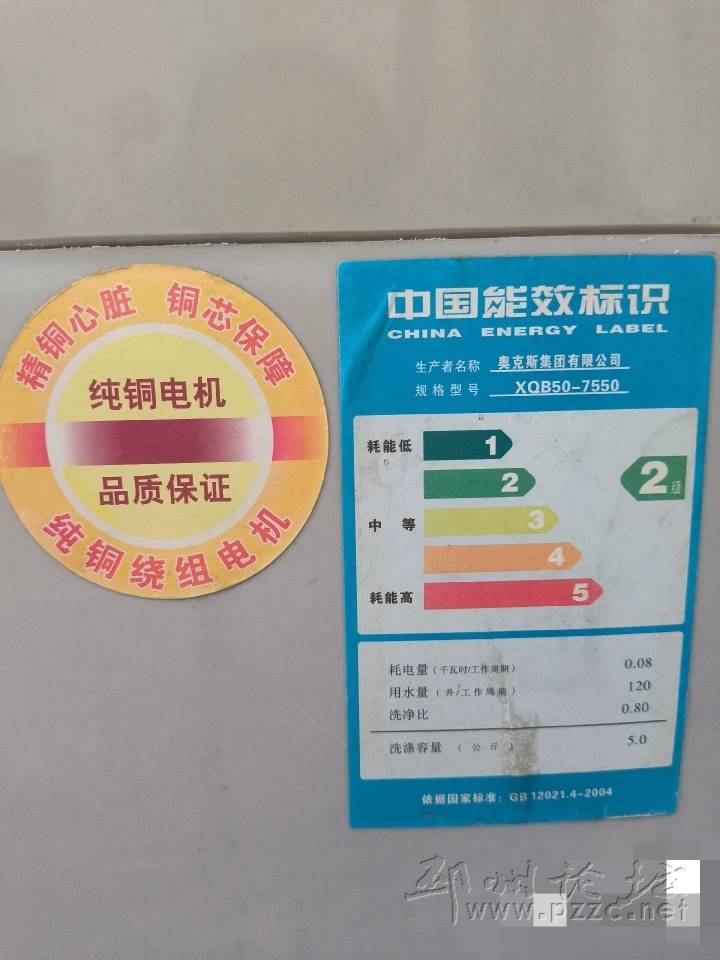 精铜心脏 铜芯保障
纯铜电机
品质保证
纯铜绕组电机
中国能效标识
CHINA ENERGY LABEL
生产者名称 奥克斯集团有限公司
规格型号 XQB50-7550
耗能低 1
2
2级
中等 3
4
耗能高 5
耗电量(千瓦时/工作周期) 0.08
用水量(升/工作周期) 120
洗净比 0.80
洗涤容量(公斤) 5.0
依据国家标准:GB 12021.4-2004
邳州论坛
www.pzzc.net